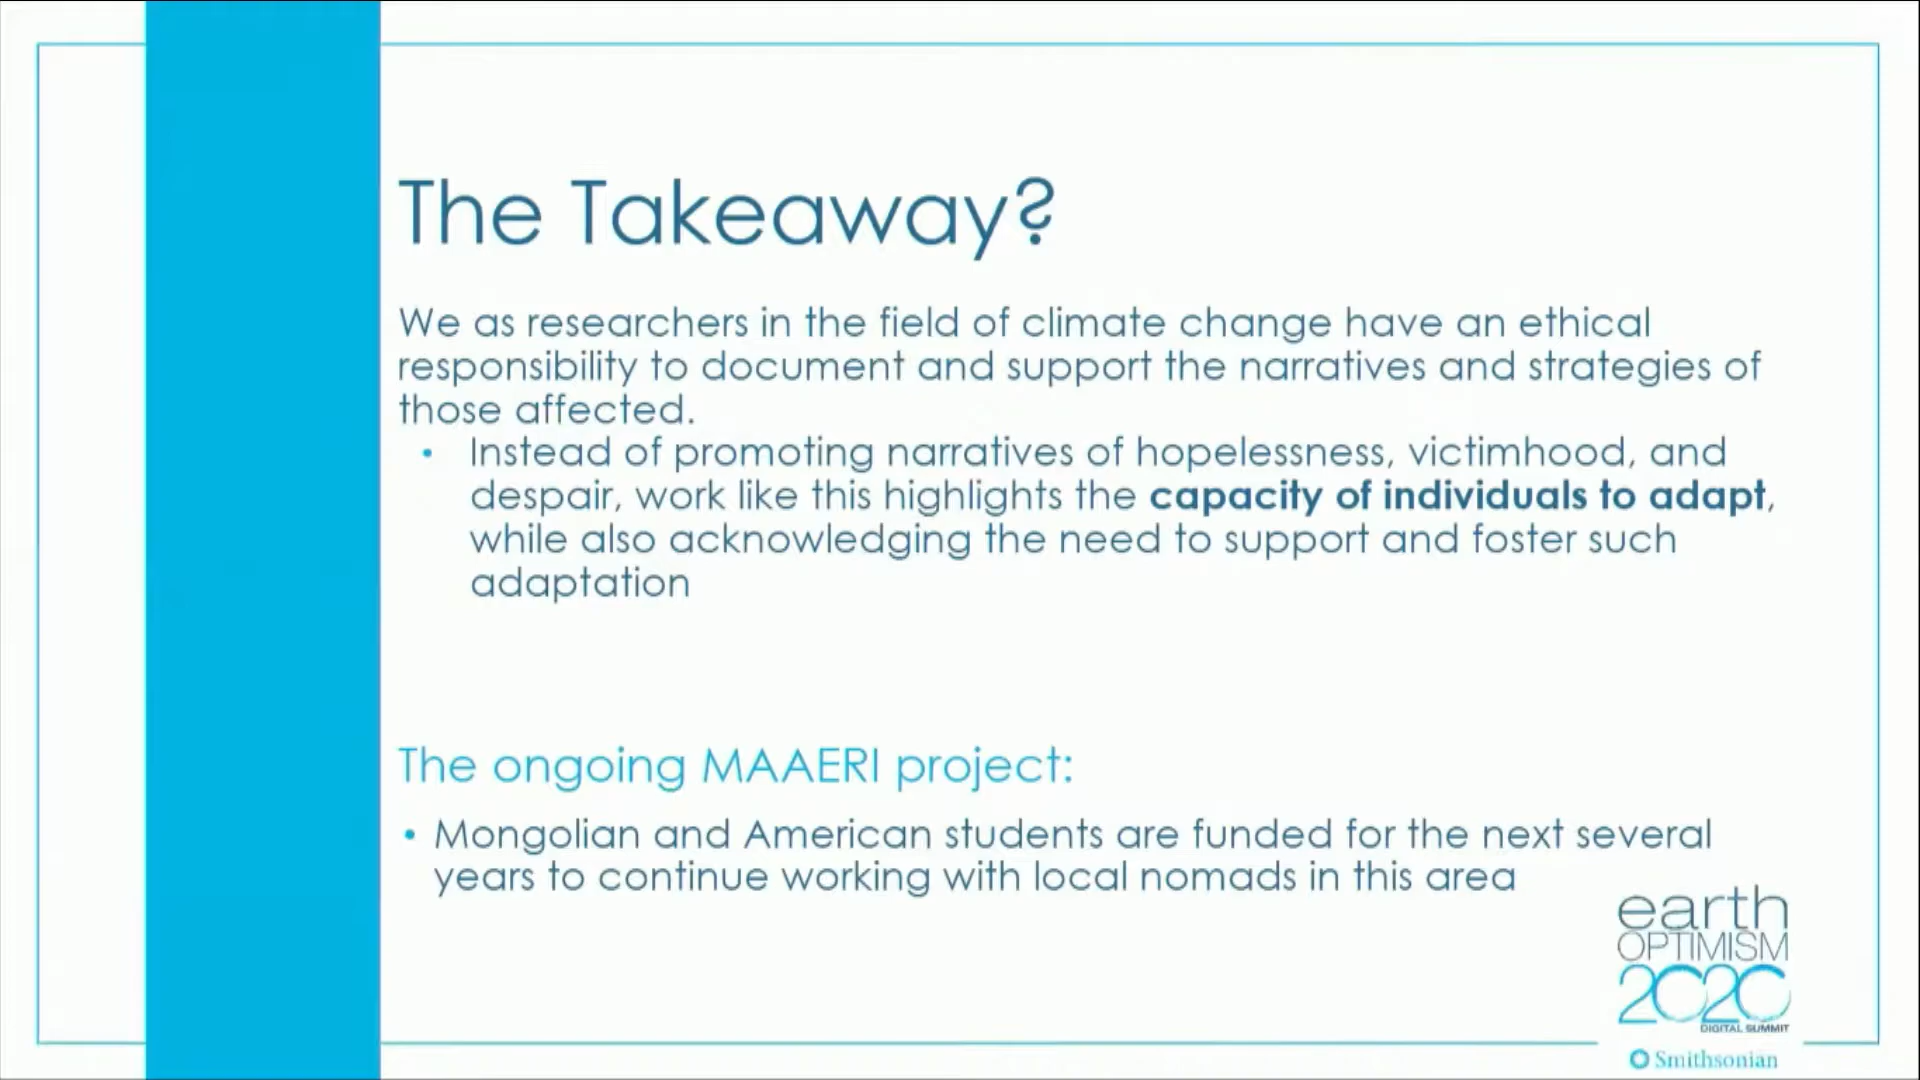 The Takeaway?
We as researchers in the field of climate change have an ethical
responsibility to document and support the narratives and strategies of
those affected.
• Instead of promoting narratives of hopelessness, victimhood, and
despair, work like this highlights the capacity of individuals to adapt,
while also acknowledging the need to support and foster such
adaptation
The ongoing MAAERI project:
• Mongolian and American students are funded for the next several
years to continue working with local nomads in this area
earth
OPTIMISM
2020
DIGITAL SUMMIT
Smithsonian